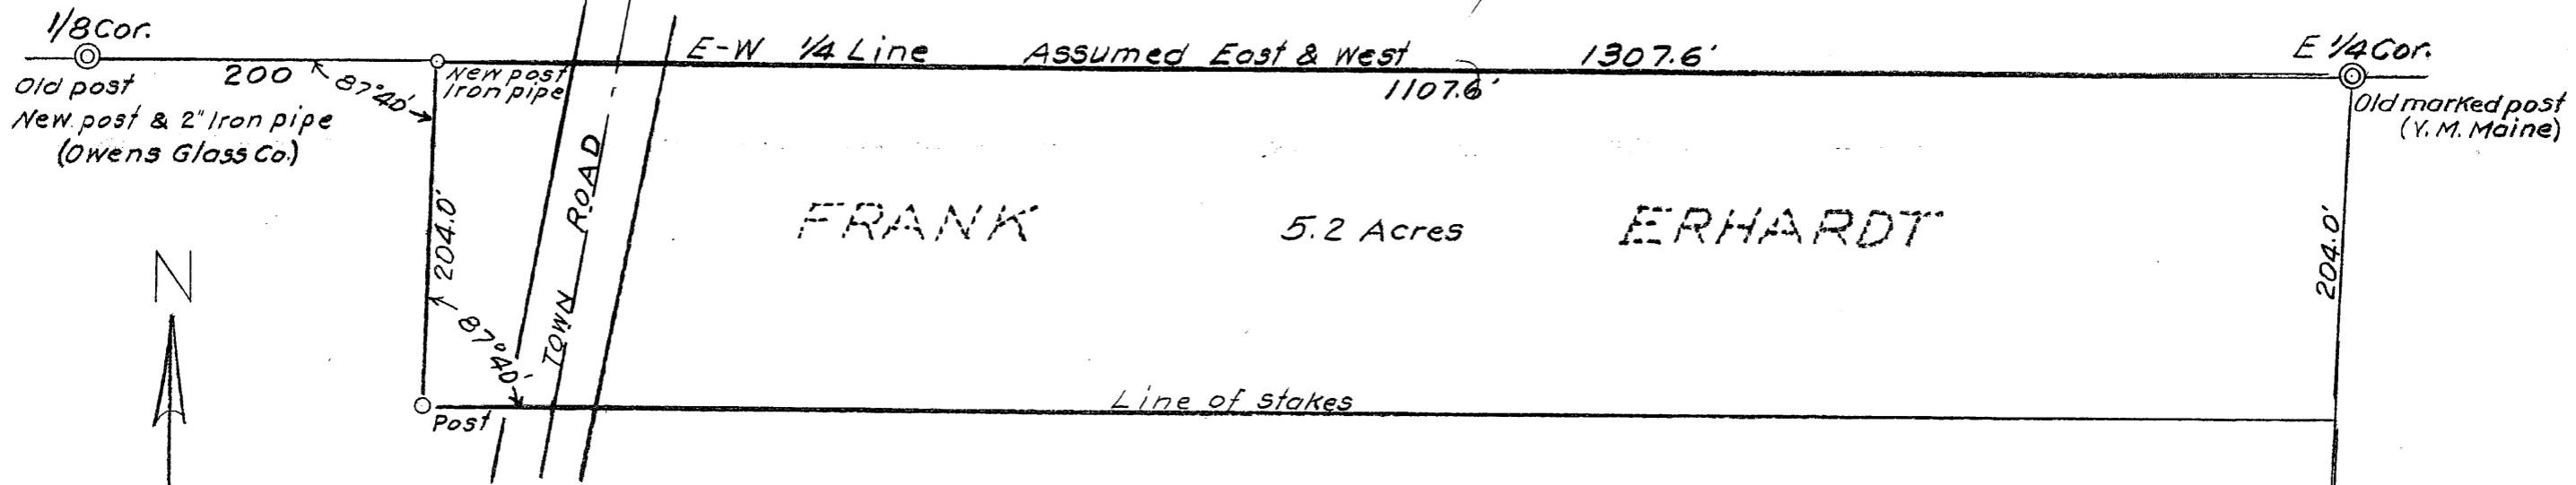 1/8 Cor.
E-W 1/4 Line Assumed East & West 1307.6'
E 1/4 Cor.
Old post
200
87°40'
New post
Iron pipe
1107.6'
Old marked post
(V. M. Maine)
New post & 2" Iron pipe
(Owens Glass Co.)
204.0'
TOWN ROAD
FRANK
5.2 Acres
ERHARDT
204.0'
N
87°40'
Post
Line of stakes